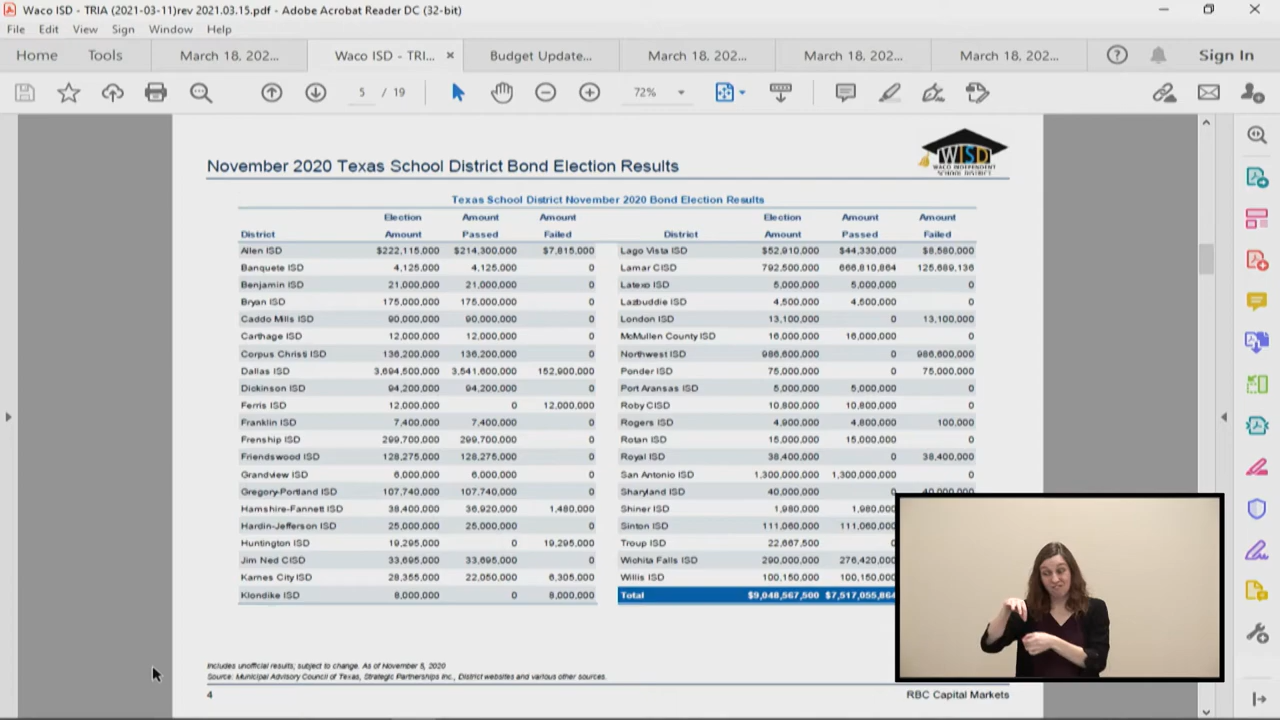 Waco ISD - TRIA (2021-03-11)rev 2021.03.15.pdf - Adobe Acrobat Reader DC (32-bit)
File Edit View Sign Window Help
Home Tools March 18, 202... Waco ISD - TRI... × Budget Update... March 18, 202... March 18, 202... March 18, 202... Sign In
5 / 19 72%
November 2020 Texas School District Bond Election Results
WISD
WACO INDEPENDENT
SCHOOL DISTRICT
Texas School District November 2020 Bond Election Results
Election Amount Amount Election Amount Amount
District Amount Passed Failed District Amount Passed Failed
Allen ISD $222,115,000 $214,300,000 $7,815,000 Lago Vista ISD $52,910,000 $44,330,000 $8,580,000
Banquete ISD 4,125,000 4,125,000 0 Lamar CISD 792,500,000 666,810,864 125,689,136
Benjamin ISD 21,000,000 21,000,000 0 Latexo ISD 5,000,000 5,000,000 0
Bryan ISD 175,000,000 175,000,000 0 Lazbuddie ISD 4,500,000 4,500,000 0
Caddo Mills ISD 90,000,000 90,000,000 0 London ISD 13,100,000 0 13,100,000
Carthage ISD 12,000,000 12,000,000 0 McMullen County ISD 16,000,000 16,000,000 0
Corpus Christi ISD 136,200,000 136,200,000 0 Northwest ISD 986,600,000 0 986,600,000
Dallas ISD 3,694,500,000 3,541,600,000 152,900,000 Ponder ISD 75,000,000 0 75,000,000
Dickinson ISD 94,200,000 94,200,000 0 Port Aransas ISD 5,000,000 5,000,000 0
Ferris ISD 12,000,000 0 12,000,000 Roby CISD 10,800,000 10,800,000 0
Franklin ISD 7,400,000 7,400,000 0 Rogers ISD 4,900,000 4,800,000 100,000
Frenship ISD 299,700,000 299,700,000 0 Rotan ISD 15,000,000 15,000,000 0
Friendswood ISD 128,275,000 128,275,000 0 Royal ISD 38,400,000 0 38,400,000
Grandview ISD 6,000,000 6,000,000 0 San Antonio ISD 1,300,000,000 1,300,000,000 0
Gregory-Portland ISD 107,740,000 107,740,000 0 Sharyland ISD 40,000,000 0 40,000,000
Hamshire-Fannett ISD 38,400,000 36,920,000 1,480,000 Shiner ISD 1,980,000 1,980,000
Hardin-Jefferson ISD 25,000,000 25,000,000 0 Sinton ISD 111,060,000 111,060,000
Huntington ISD 19,295,000 0 19,295,000 Troup ISD 22,667,500
Jim Ned CISD 33,695,000 33,695,000 0 Wichita Falls ISD 290,000,000 276,420,000
Karnes City ISD 28,355,000 22,050,000 6,305,000 Willis ISD 100,150,000 100,150,000
Klondike ISD 8,000,000 0 8,000,000 Total $9,048,567,500 $7,517,055,864
Includes unofficial results; subject to change. As of November 5, 2020
Source: Municipal Advisory Council of Texas, Strategic Partnerships Inc., District websites and various other sources.
4 RBC Capital Markets